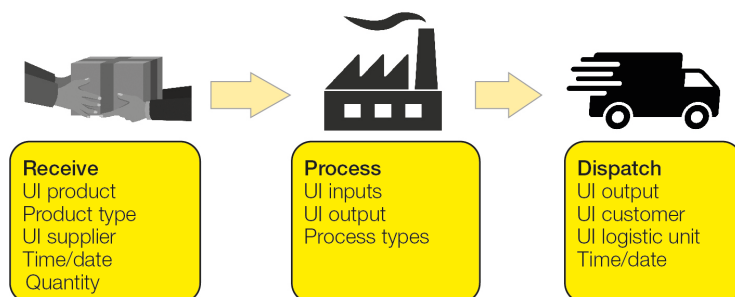 Receive
UI product
Product type
UI supplier
Time/date
Quantity
Process
UI inputs
UI output
Process types
Dispatch
UI output
UI customer
UI logistic unit
Time/date